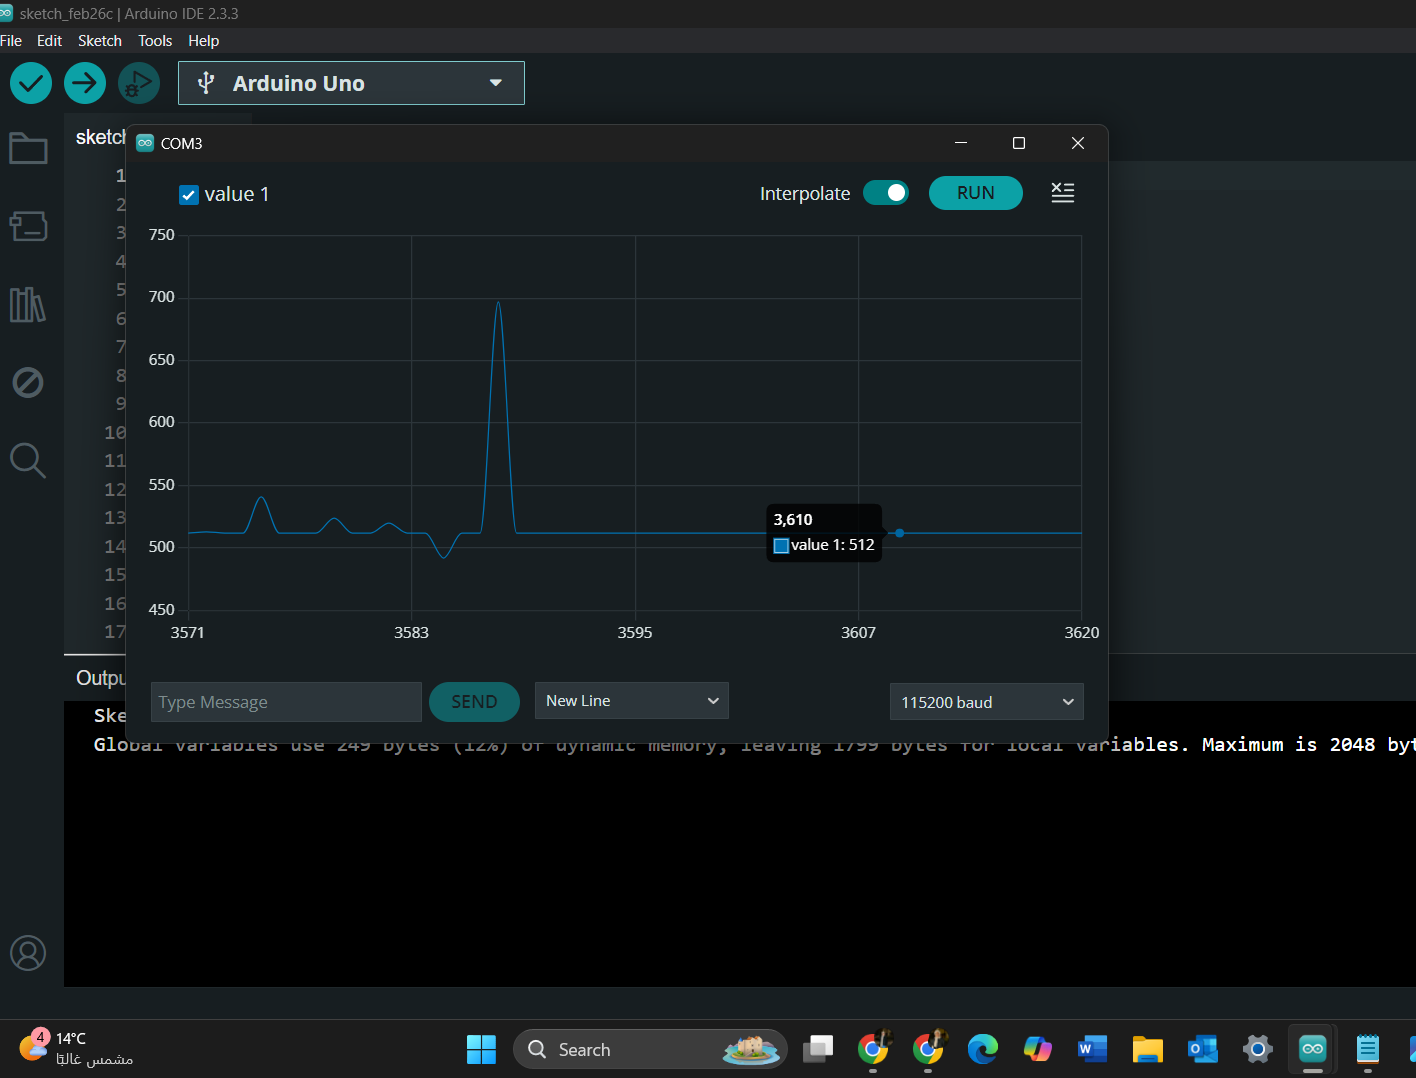 sketch_feb26c | Arduino IDE 2.3.3
File Edit Sketch Tools Help
Arduino Uno
sketch
COM3
value 1
Interpolate
RUN
1
2
3
4
5
6
7
8
9
10
11
12
13
14
15
16
17
750
700
650
600
550
500
450
3,610
value 1: 512
3571 3583 3595 3607 3620
Type Message
SEND
New Line
115200 baud
Outpu
Ske
Global variables use 249 bytes (12%) of dynamic memory, leaving 1799 bytes for local variables. Maximum is 2048 byt
4
14°C
مشمس غالبًا
Search